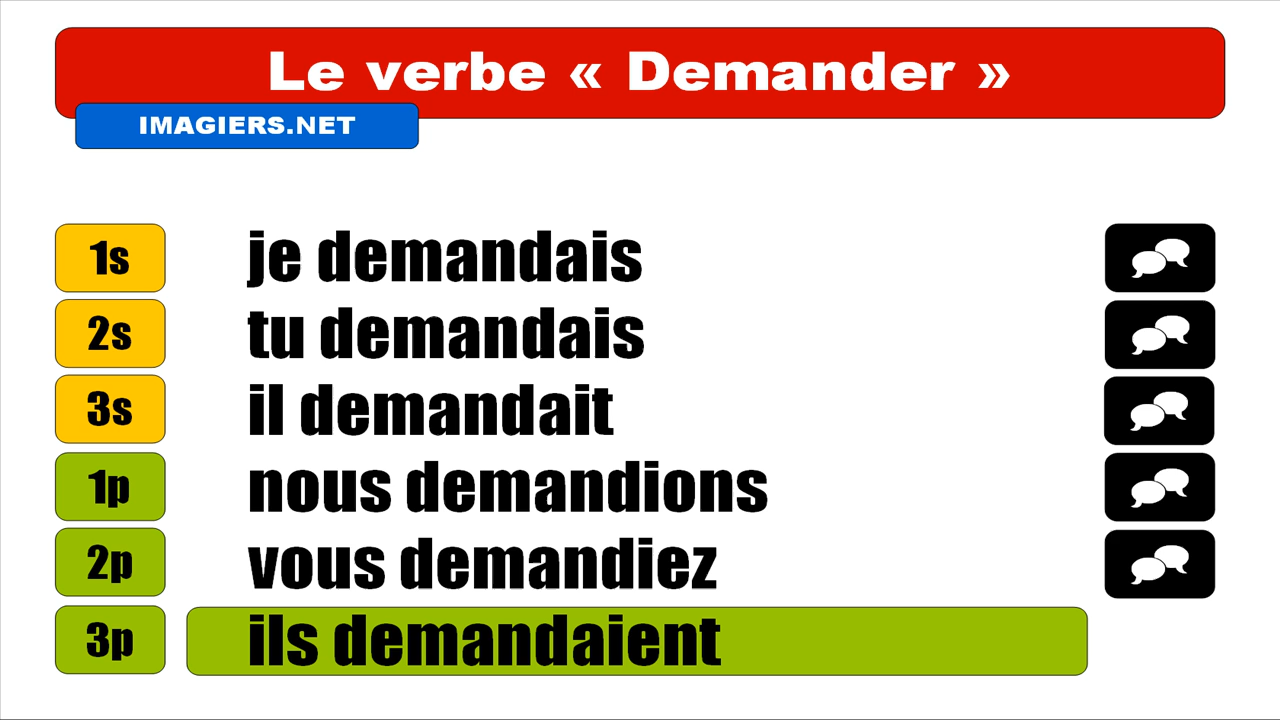 Le verbe « Demander »
IMAGIERS.NET
1s je demandais
2s tu demandais
3s il demandait
1p nous demandions
2p vous demandiez
3p ils demandaient